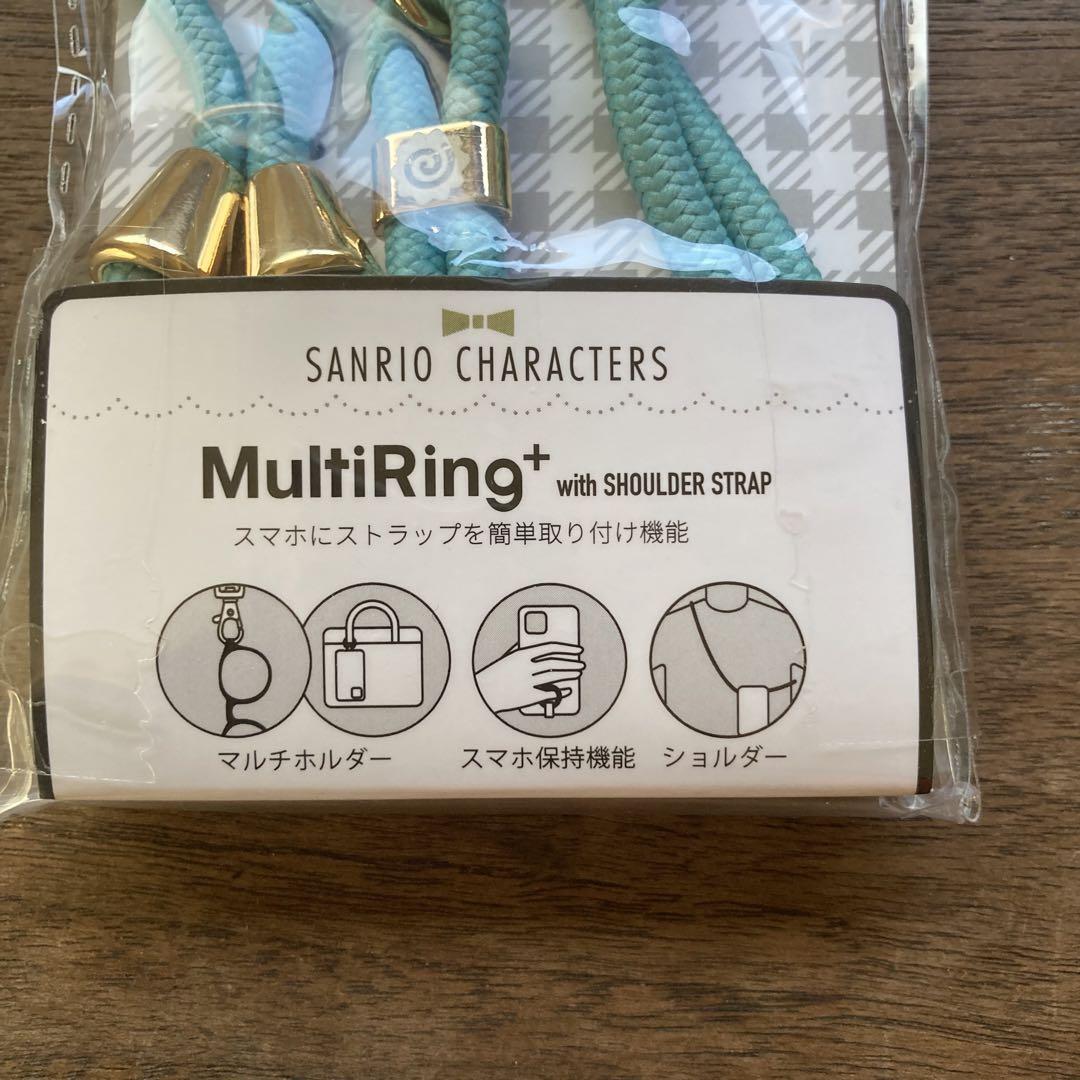 SANRIO CHARACTERS
MultiRing+ with SHOULDER STRAP
スマホにストラップを簡単取り付け機能
マルチホルダー スマホ保持機能 ショルダー